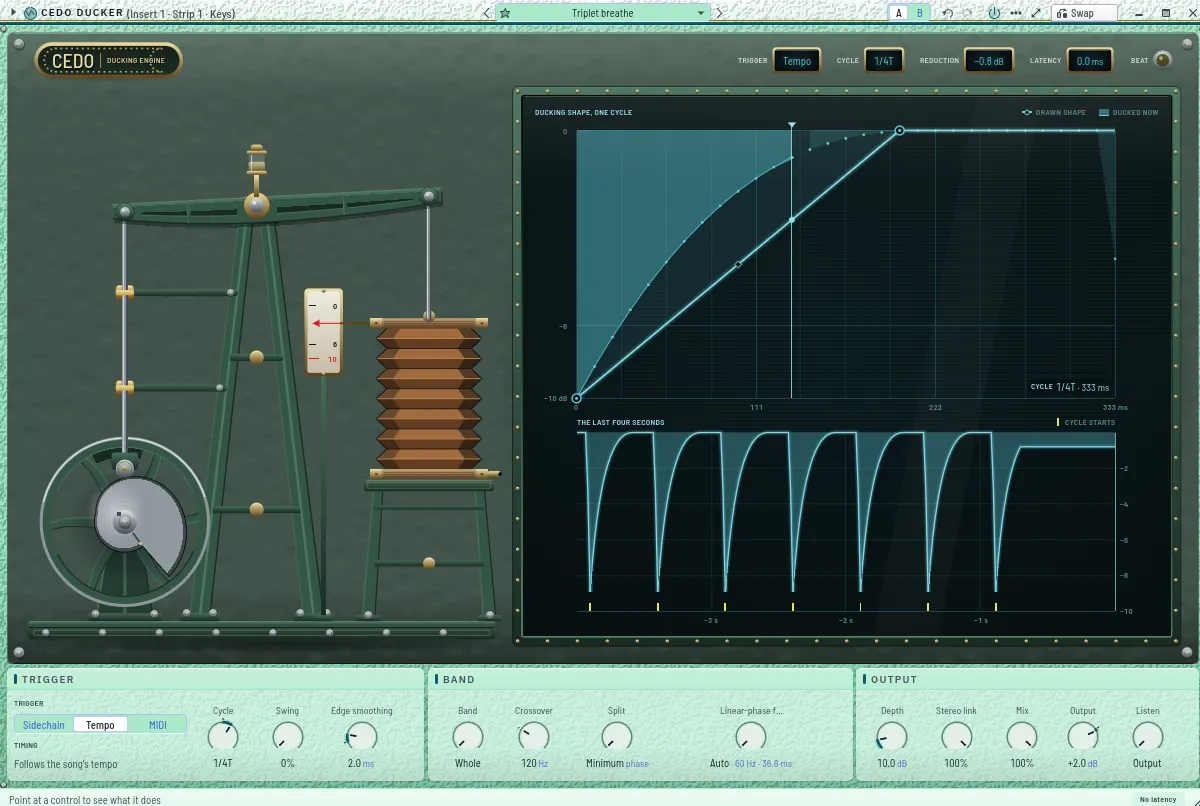 CEDO DUCKER (Insert 1 · Strip 1 · Keys)
Triplet breathe
A B
Swap
CEDO DUCKING ENGINE
TRIGGER Tempo CYCLE 1/4T REDUCTION −0.8 dB LATENCY 0.0 ms BEAT
DUCKING SHAPE, ONE CYCLE
DRAWN SHAPE DUCKED NOW
0
−6
−10 dB
CYCLE 1/4T · 333 ms
0 111 222 333 ms
0
6
10
THE LAST FOUR SECONDS
CYCLE STARTS
−2
−4
−6
−8
−10
−3 s −2 s −1 s
TRIGGER
TRIGGER
Sidechain Tempo MIDI
TIMING
Follows the song's tempo
Cycle Swing Edge smoothing
1/4T 0% 2.0 ms
BAND
Band Crossover Split Linear-phase f...
Whole 120 Hz Minimum phase Auto · 60 Hz · 36.8 ms
OUTPUT
Depth Stereo link Mix Output Listen
10.0 dB 100% 100% +2.0 dB Output
Point at a control to see what it does
No latency